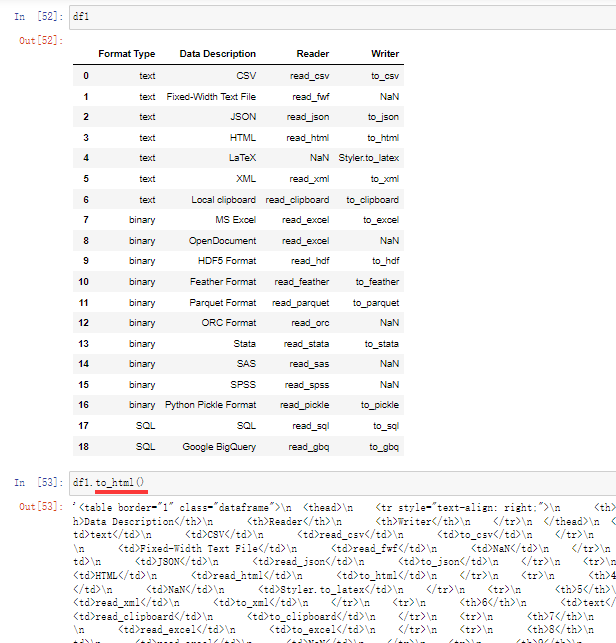 In [52]: df1
Out[52]:
Format Type Data Description Reader Writer
0 text CSV read_csv to_csv
1 text Fixed-Width Text File read_fwf NaN
2 text JSON read_json to_json
3 text HTML read_html to_html
4 text LaTeX NaN Styler.to_latex
5 text XML read_xml to_xml
6 text Local clipboard read_clipboard to_clipboard
7 binary MS Excel read_excel to_excel
8 binary OpenDocument read_excel NaN
9 binary HDF5 Format read_hdf to_hdf
10 binary Feather Format read_feather to_feather
11 binary Parquet Format read_parquet to_parquet
12 binary ORC Format read_orc NaN
13 binary Stata read_stata to_stata
14 binary SAS read_sas NaN
15 binary SPSS read_spss NaN
16 binary Python Pickle Format read_pickle to_pickle
17 SQL SQL read_sql to_sql
18 SQL Google BigQuery read_gbq to_gbq
In [53]: df1.to_html()
Out[53]: '<table border="1" class="dataframe">\n  <thead>\n    <tr style="text-align: right;">\n      <th>
h>Data Description</th>\n      <th>Reader</th>\n      <th>Writer</th>\n    </tr>\n  </thead>\n  <
td>text</td>\n      <td>CSV</td>\n      <td>read_csv</td>\n      <td>to_csv</td>\n    </tr>\n
\n      <td>Fixed-Width Text File</td>\n      <td>read_fwf</td>\n      <td>NaN</td>\n    </tr>\n
td>\n      <td>JSON</td>\n      <td>read_json</td>\n      <td>to_json</td>\n    </tr>\n    <tr>\n
<td>HTML</td>\n      <td>read_html</td>\n      <td>to_html</td>\n    </tr>\n    <tr>\n      <th>4
</td>\n      <td>NaN</td>\n      <td>Styler.to_latex</td>\n    </tr>\n    <tr>\n      <th>5</th>\n
<td>read_xml</td>\n      <td>to_xml</td>\n    </tr>\n    <tr>\n      <th>6</th>\n      <td>text</
<td>read_clipboard</td>\n      <td>to_clipboard</td>\n    </tr>\n    <tr>\n      <th>7</th>\n
\n      <td>read_excel</td>\n      <td>to_excel</td>\n    </tr>\n    <tr>\n      <th>8</th>\n